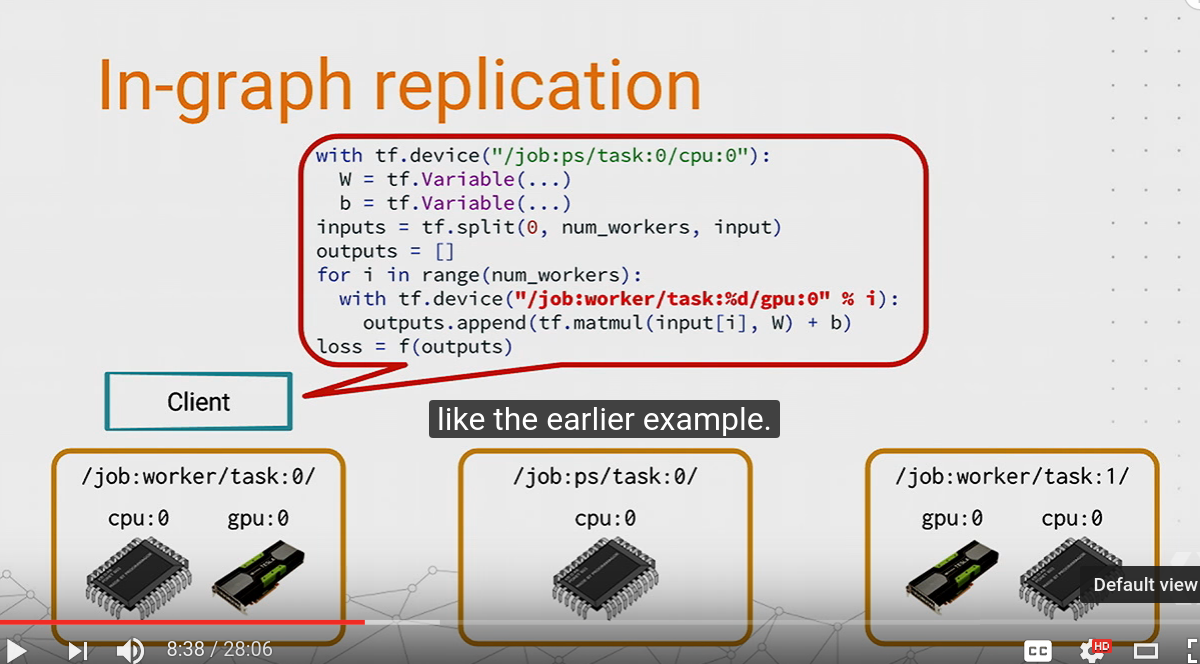 In-graph replication
with tf.device("/job:ps/task:0/cpu:0"):
W = tf.Variable(...)
b = tf.Variable(...)
inputs = tf.split(0, num_workers, input)
outputs = []
for i in range(num_workers):
with tf.device("/job:worker/task:%d/gpu:0" % i):
outputs.append(tf.matmul(input[i], W) + b)
loss = f(outputs)
Client
like the earlier example.
/job:worker/task:0/
cpu:0 gpu:0
/job:ps/task:0/
cpu:0
/job:worker/task:1/
gpu:0 cpu:0
TESLA
TESLA
Default view
8:38 / 28:06
CC
HD